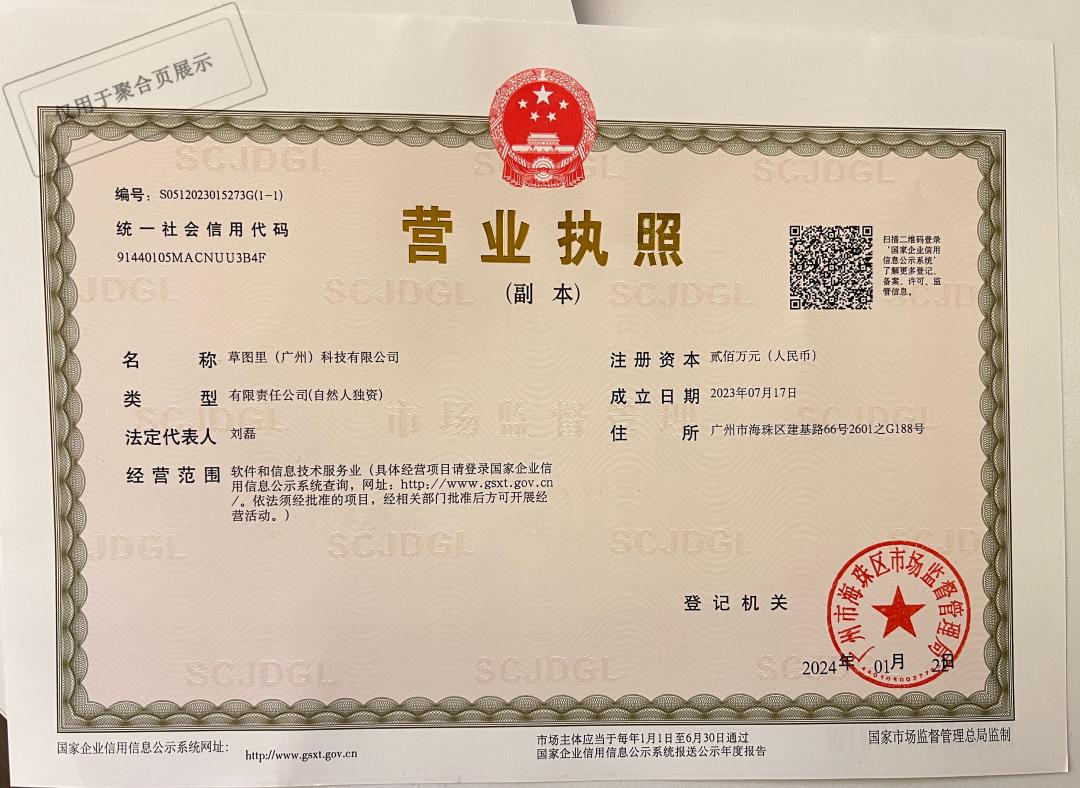 仅用于聚合页展示
编号：S0512023015273G(1-1)
统一社会信用代码
91440105MACNUU3B4F
营业执照
（副 本）
扫描二维码登录
‘国家企业信用
信息公示系统’
了解更多登记、
备案、许可、监
管信息。
名 称 草图里（广州）科技有限公司
类 型 有限责任公司(自然人独资)
法定代表人 刘磊
经营范围 软件和信息技术服务业（具体经营项目请登录国家企业信
用信息公示系统查询，网址：http://www.gsxt.gov.cn
/。依法须经批准的项目，经相关部门批准后方可开展经
营活动。）
注册资本 贰佰万元（人民币）
成立日期 2023年07月17日
住 所 广州市海珠区建基路66号2601之G188号
SCJDGL
市场监督管理
登记机关
广州市海珠区市场监督管理局
2024年 01月 22日
国家企业信用信息公示系统网址：
http://www.gsxt.gov.cn
市场主体应当于每年1月1日至6月30日通过
国家企业信用信息公示系统报送公示年度报告
国家市场监督管理总局监制